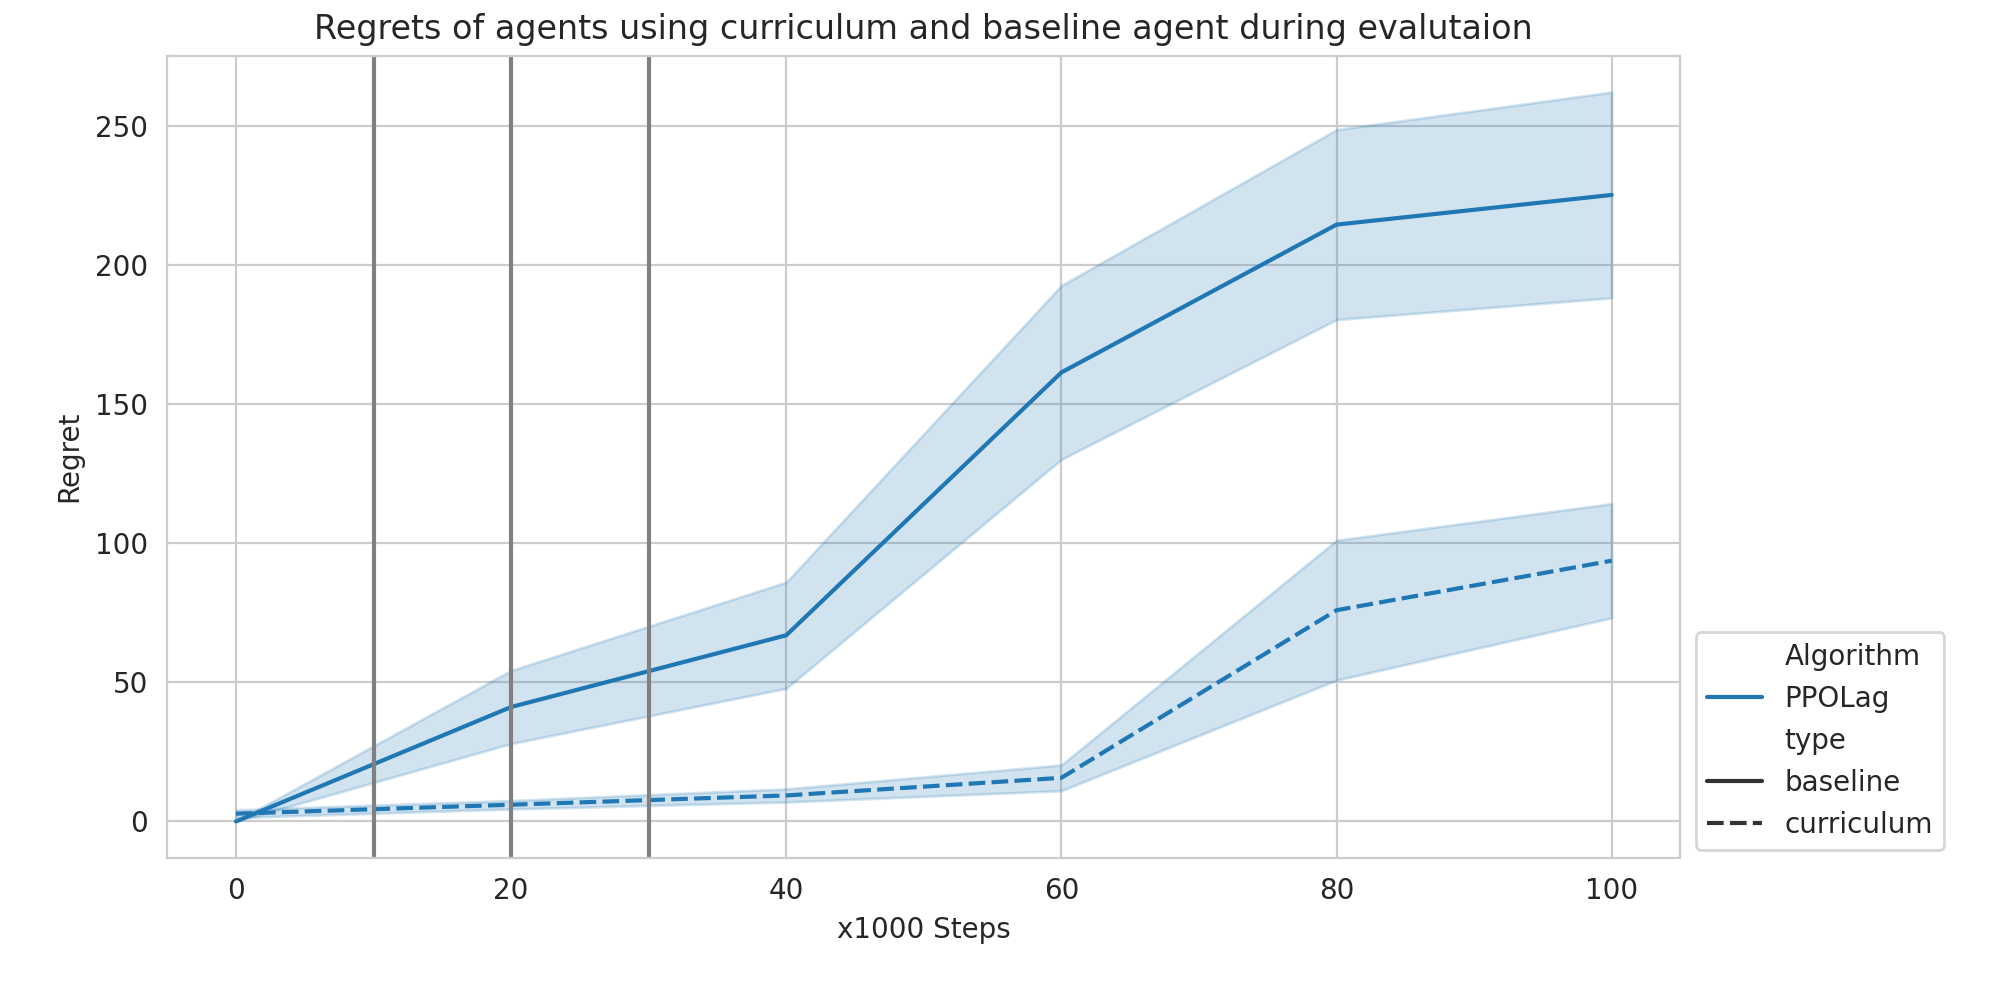 Regrets of agents using curriculum and baseline agent during evalutaion
250
200
150
100
50
0
Regret
0 20 40 60 80 100
x1000 Steps
Algorithm
PPOLag
type
baseline
curriculum